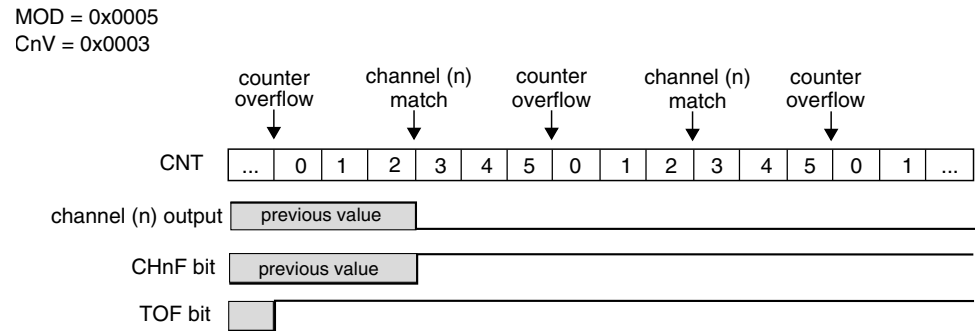 MOD = 0x0005
CnV = 0x0003
counter overflow
channel (n) match
counter overflow
channel (n) match
counter overflow
CNT ... 0 1 2 3 4 5 0 1 2 3 4 5 0 1 ...
channel (n) output previous value
CHnF bit previous value
TOF bit